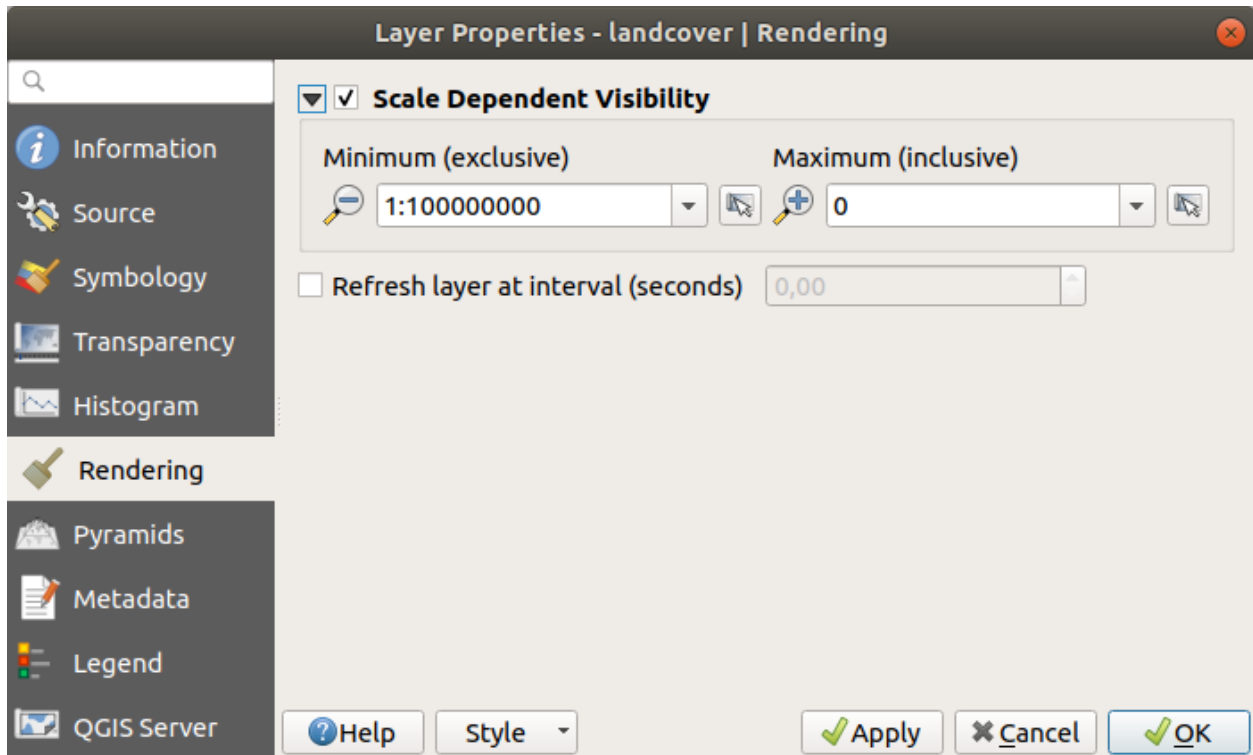 Layer Properties - landcover | Rendering
Information
Source
Symbology
Transparency
Histogram
Rendering
Pyramids
Metadata
Legend
QGIS Server
Scale Dependent Visibility
Minimum (exclusive) Maximum (inclusive)
1:100000000 0
Refresh layer at interval (seconds) 0,00
Help Style Apply Cancel OK